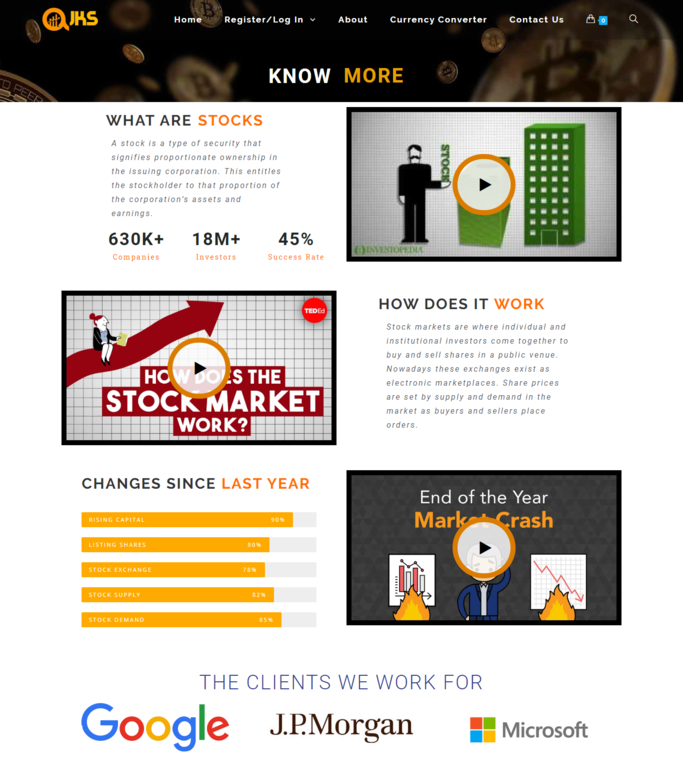 JKS
Home Register/Log In About Currency Converter Contact Us 0
KNOW MORE
WHAT ARE STOCKS
A stock is a type of security that
signifies proportionate ownership in
the issuing corporation. This entitles
the stockholder to that proportion of
the corporation's assets and
earnings.
630K+ 18M+ 45%
Companies Investors Success Rate
STOCK
INVENTOPEDIA
TED Ed
HOW DOES THE
STOCK MARKET
WORK?
HOW DOES IT WORK
Stock markets are where individual and
institutional investors come together to
buy and sell shares in a public venue.
Nowadays these exchanges exist as
electronic marketplaces. Share prices
are set by supply and demand in the
market as buyers and sellers place
orders.
CHANGES SINCE LAST YEAR
RISING CAPITAL 90%
LISTING SHARES 80%
STOCK EXCHANGE 78%
STOCK SUPPLY 82%
STOCK DEMAND 85%
End of the Year
Market Crash
THE CLIENTS WE WORK FOR
Google J.P.Morgan Microsoft